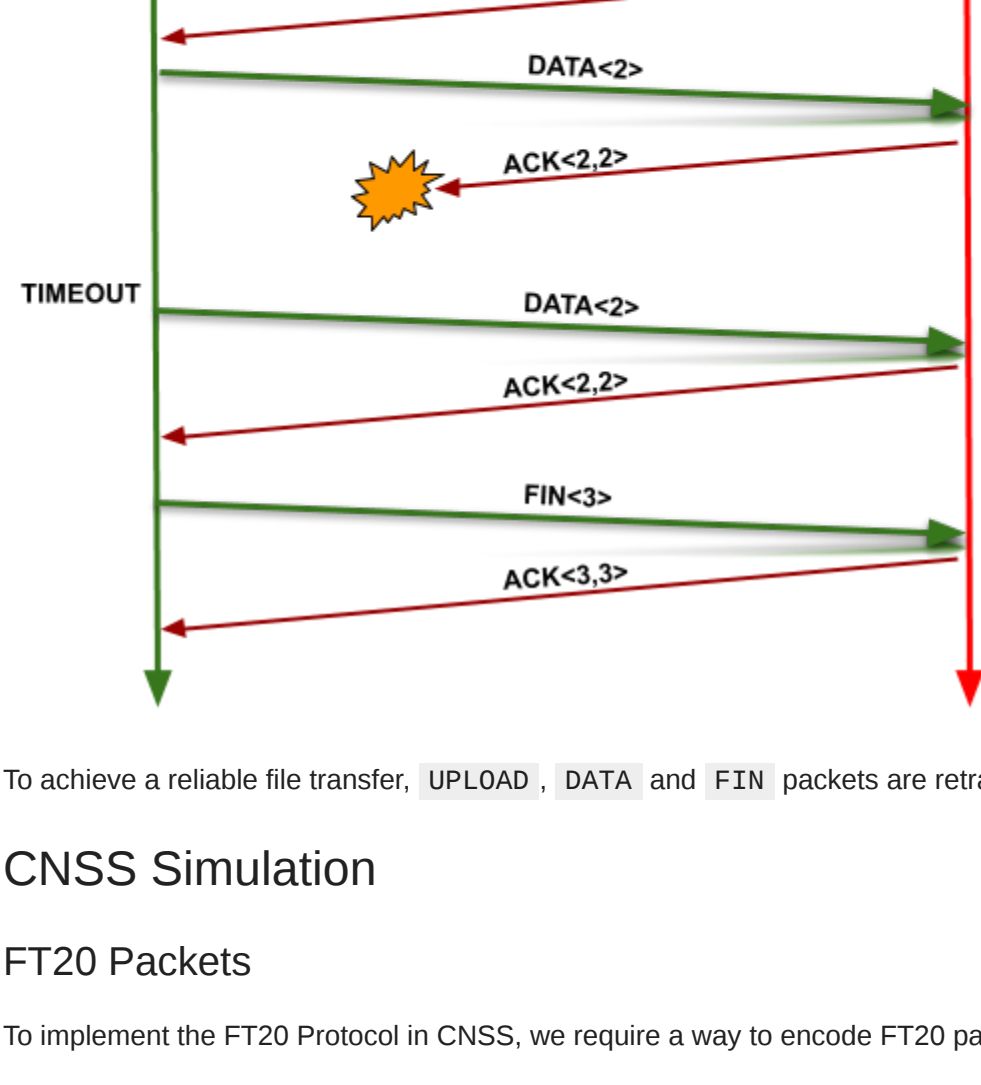 DATA<2>
ACK<2,2>
TIMEOUT
DATA<2>
ACK<2,2>
FIN<3>
ACK<3,3>
To achieve a reliable file transfer, UPLOAD , DATA and FIN packets are
CNSS Simulation
FT20 Packets
To implement the FT20 Protocol in CNSS, we require a way to encode FT20